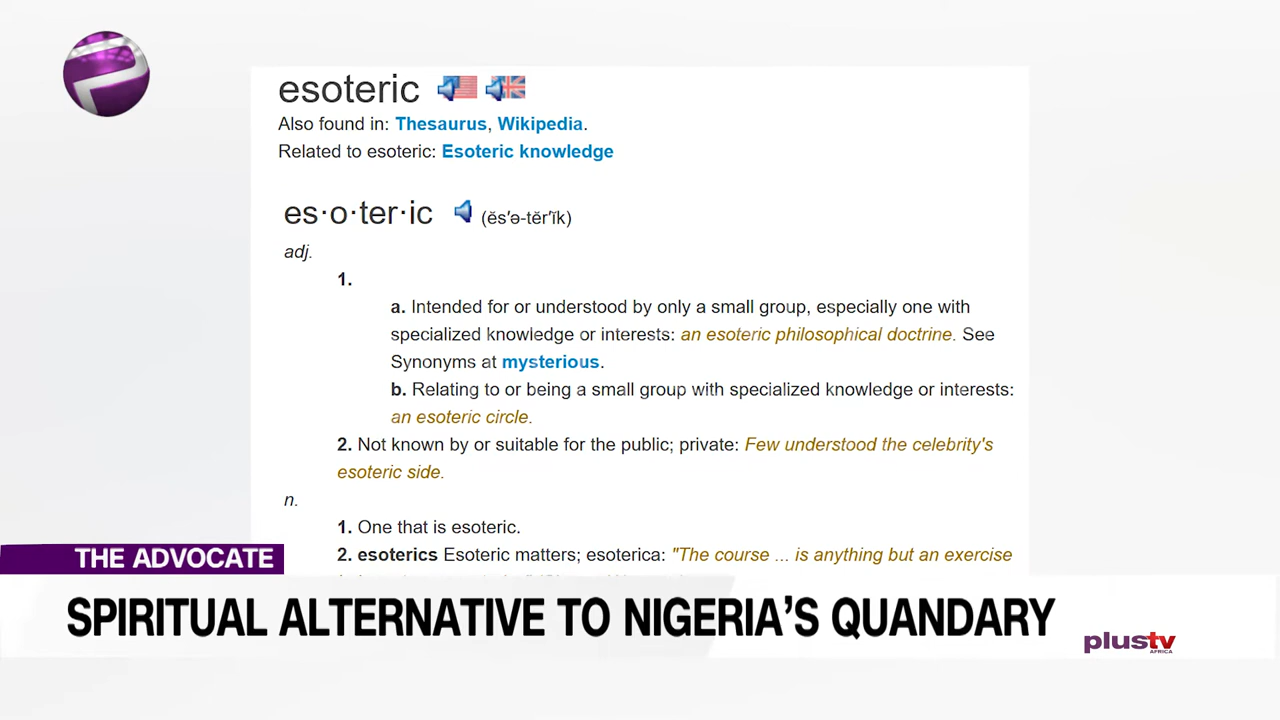 esoteric
Also found in: Thesaurus, Wikipedia.
Related to esoteric: Esoteric knowledge
es·o·ter·ic (ĕs′ə-tĕr′ĭk)
adj.
1.
a. Intended for or understood by only a small group, especially one with
specialized knowledge or interests: an esoteric philosophical doctrine. See
Synonyms at mysterious.
b. Relating to or being a small group with specialized knowledge or interests:
an esoteric circle.
2. Not known by or suitable for the public; private: Few understood the celebrity's
esoteric side.
n.
1. One that is esoteric.
2. esoterics Esoteric matters; esoterica: "The course ... is anything but an exercise
THE ADVOCATE
SPIRITUAL ALTERNATIVE TO NIGERIA’S QUANDARY
plustv
AFRICA